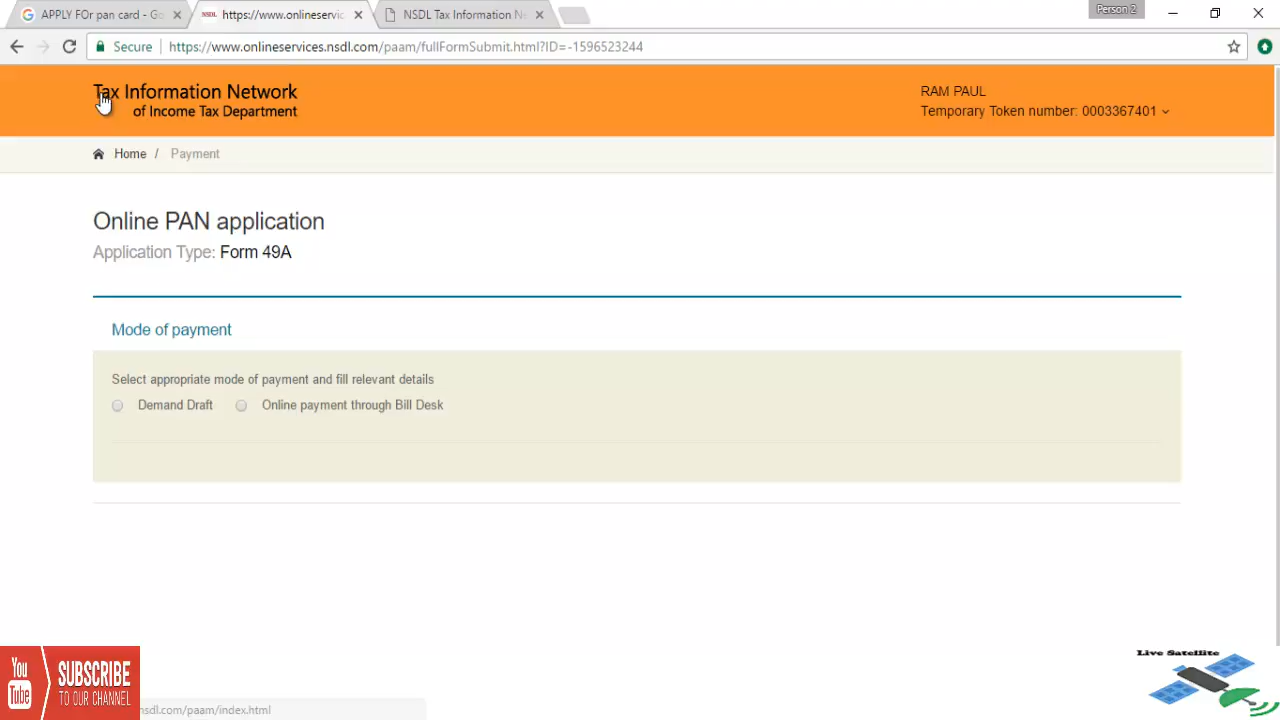 APPLY FOr pan card - Go
https://www.onlineservic
NSDL Tax Information Ne
Person 2
Secure
https://www.onlineservices.nsdl.com/paam/fullFormSubmit.html?ID=-1596523244
Tax Information Network
of Income Tax Department
RAM PAUL
Temporary Token number: 0003367401
Home / Payment
Online PAN application
Application Type: Form 49A
Mode of payment
Select appropriate mode of payment and fill relevant details
Demand Draft
Online payment through Bill Desk
You
Tube
SUBSCRIBE
TO OUR CHANNEL
nsdl.com/paam/index.html
Live Satellite